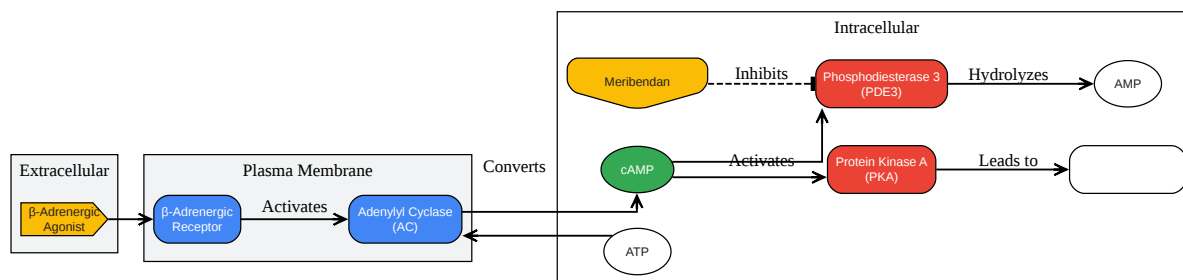 Intracellular
Meribendan
Inhibits
Phosphodiesterase 3
(PDE3)
Hydrolyzes
AMP
Extracellular
Plasma Membrane
Converts
cAMP
Activates
Protein Kinase A
(PKA)
Leads to
β-Adrenergic
Agonist
β-Adrenergic
Receptor
Activates
Adenylyl Cyclase
(AC)
ATP